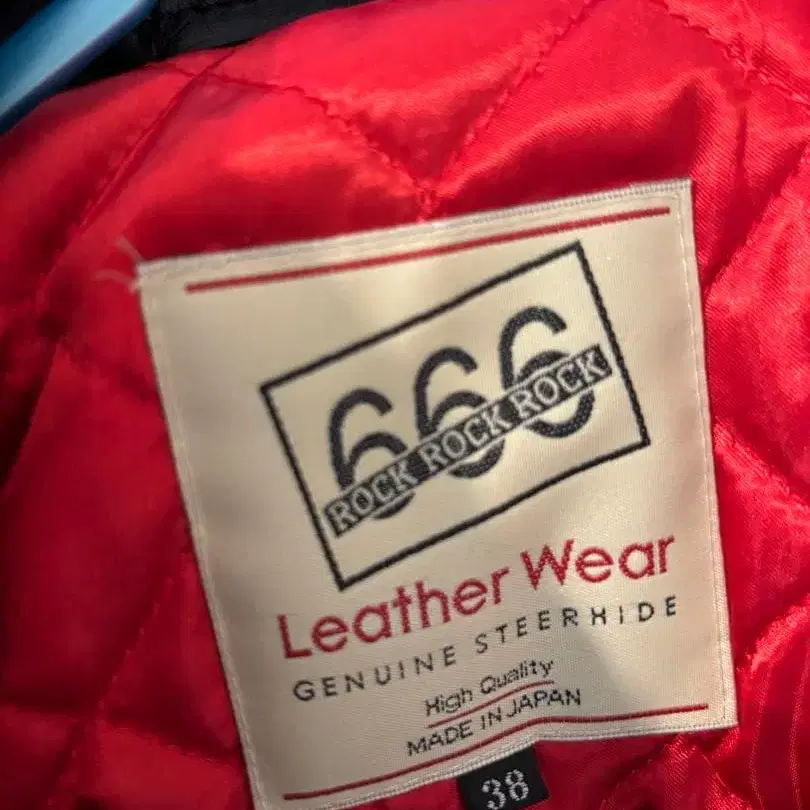 666
ROCK ROCK ROCK
Leather Wear
GENUINE STEERHIDE
High Quality
MADE IN JAPAN
38